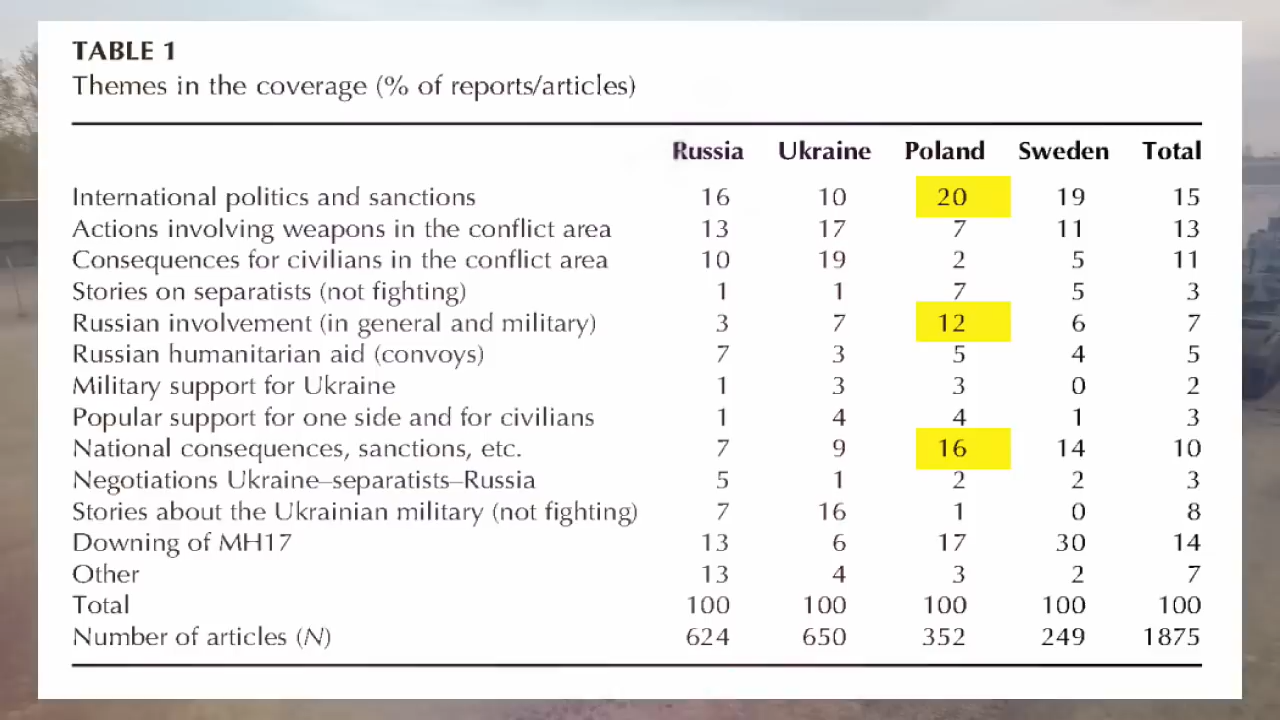 TABLE 1
Themes in the coverage (% of reports/articles)
Russia Ukraine Poland Sweden Total
International politics and sanctions 16 10 20 19 15
Actions involving weapons in the conflict area 13 17 7 11 13
Consequences for civilians in the conflict area 10 19 2 5 11
Stories on separatists (not fighting) 1 1 7 5 3
Russian involvement (in general and military) 3 7 12 6 7
Russian humanitarian aid (convoys) 7 3 5 4 5
Military support for Ukraine 1 3 3 0 2
Popular support for one side and for civilians 1 4 4 1 3
National consequences, sanctions, etc. 7 9 16 14 10
Negotiations Ukraine–separatists–Russia 5 1 2 2 3
Stories about the Ukrainian military (not fighting) 7 16 1 0 8
Downing of MH17 13 6 17 30 14
Other 13 4 3 2 7
Total 100 100 100 100 100
Number of articles (N) 624 650 352 249 1875